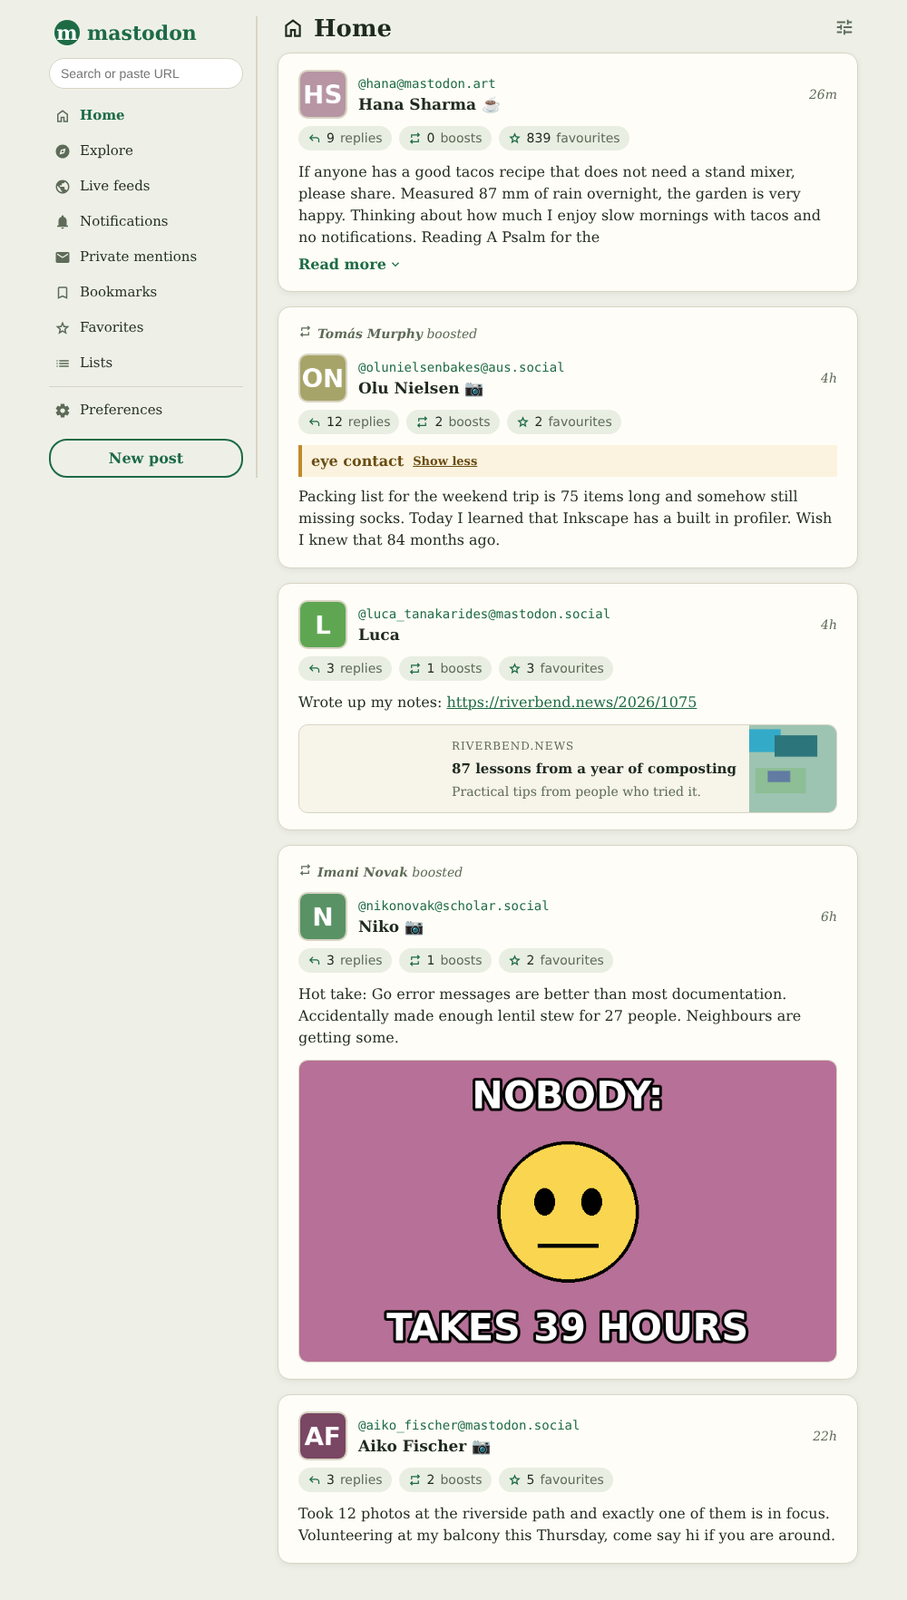 mastodon
Search or paste URL
Home
Explore
Live feeds
Notifications
Private mentions
Bookmarks
Favorites
Lists
Preferences
New post
Home
HS
@hana@mastodon.art
Hana Sharma ☕
26m
9 replies
0 boosts
839 favourites
If anyone has a good tacos recipe that does not need a stand mixer,
please share. Measured 87 mm of rain overnight, the garden is very
happy. Thinking about how much I enjoy slow mornings with tacos and
no notifications. Reading A Psalm for the
Read more
Tomás Murphy boosted
ON
@olunielsenbakes@aus.social
Olu Nielsen 📷
4h
12 replies
2 boosts
2 favourites
eye contact Show less
Packing list for the weekend trip is 75 items long and somehow still
missing socks. Today I learned that Inkscape has a built in profiler. Wish
I knew that 84 months ago.
L
@luca_tanakarides@mastodon.social
Luca
4h
3 replies
1 boosts
3 favourites
Wrote up my notes: https://riverbend.news/2026/1075
RIVERBEND.NEWS
87 lessons from a year of composting
Practical tips from people who tried it.
Imani Novak boosted
N
@nikonovak@scholar.social
Niko 📷
6h
3 replies
1 boosts
2 favourites
Hot take: Go error messages are better than most documentation.
Accidentally made enough lentil stew for 27 people. Neighbours are
getting some.
NOBODY:
TAKES 39 HOURS
AF
@aiko_fischer@mastodon.social
Aiko Fischer 📷
22h
3 replies
2 boosts
5 favourites
Took 12 photos at the riverside path and exactly one of them is in focus.
Volunteering at my balcony this Thursday, come say hi if you are around.